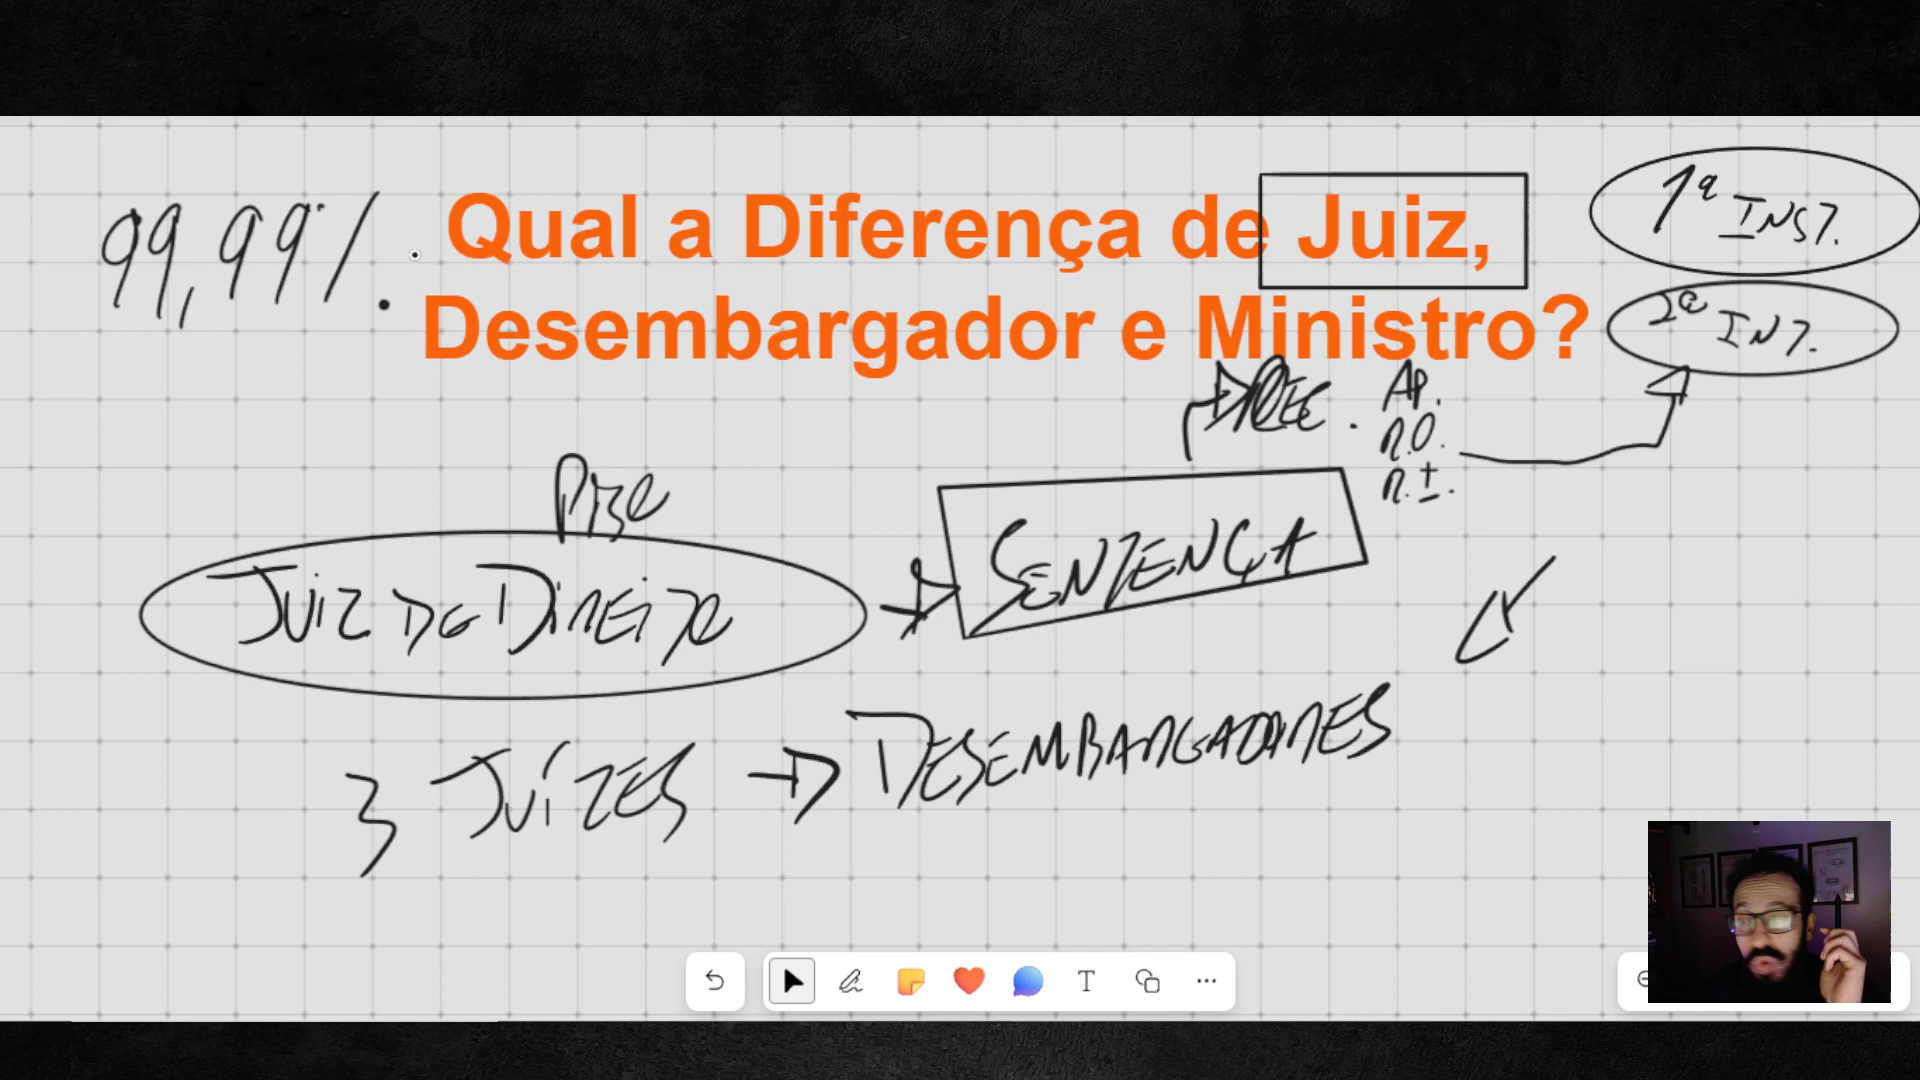 99,99%.
Qual a Diferença de Juiz,
Desembargador e Ministro?
1ª INST.
2ª INT.
AP.
R.O.
R.I.
JUIZ DE DIREITO
SENTENÇA
3 JUÍZES → DESEMBARGADORES
T